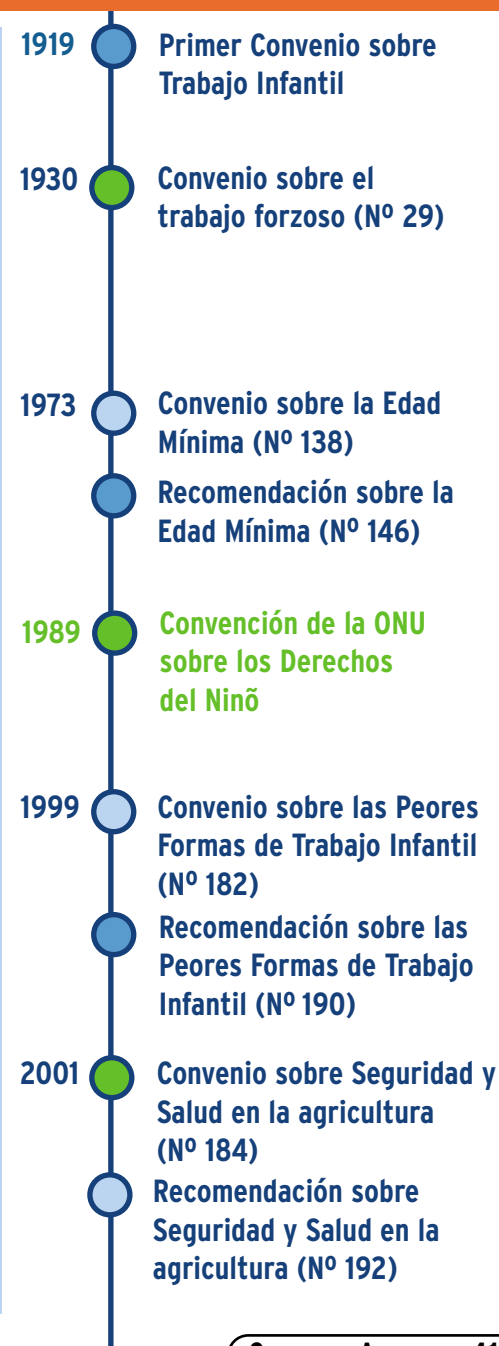 1919 Primer Convenio sobre
Trabajo Infantil
1930 Convenio sobre el
trabajo forzoso (Nº 29)
1973 Convenio sobre la Edad
Mínima (Nº 138)
Recomendación sobre la
Edad Mínima (Nº 146)
1989 Convención de la ONU
sobre los Derechos
del Ninõ
1999 Convenio sobre las Peores
Formas de Trabajo Infantil
(Nº 182)
Recomendación sobre las
Peores Formas de Trabajo
Infantil (Nº 190)
2001 Convenio sobre Seguridad y
Salud en la agricultura
(Nº 184)
Recomendación sobre
Seguridad y Salud en la
agricultura (Nº 192)